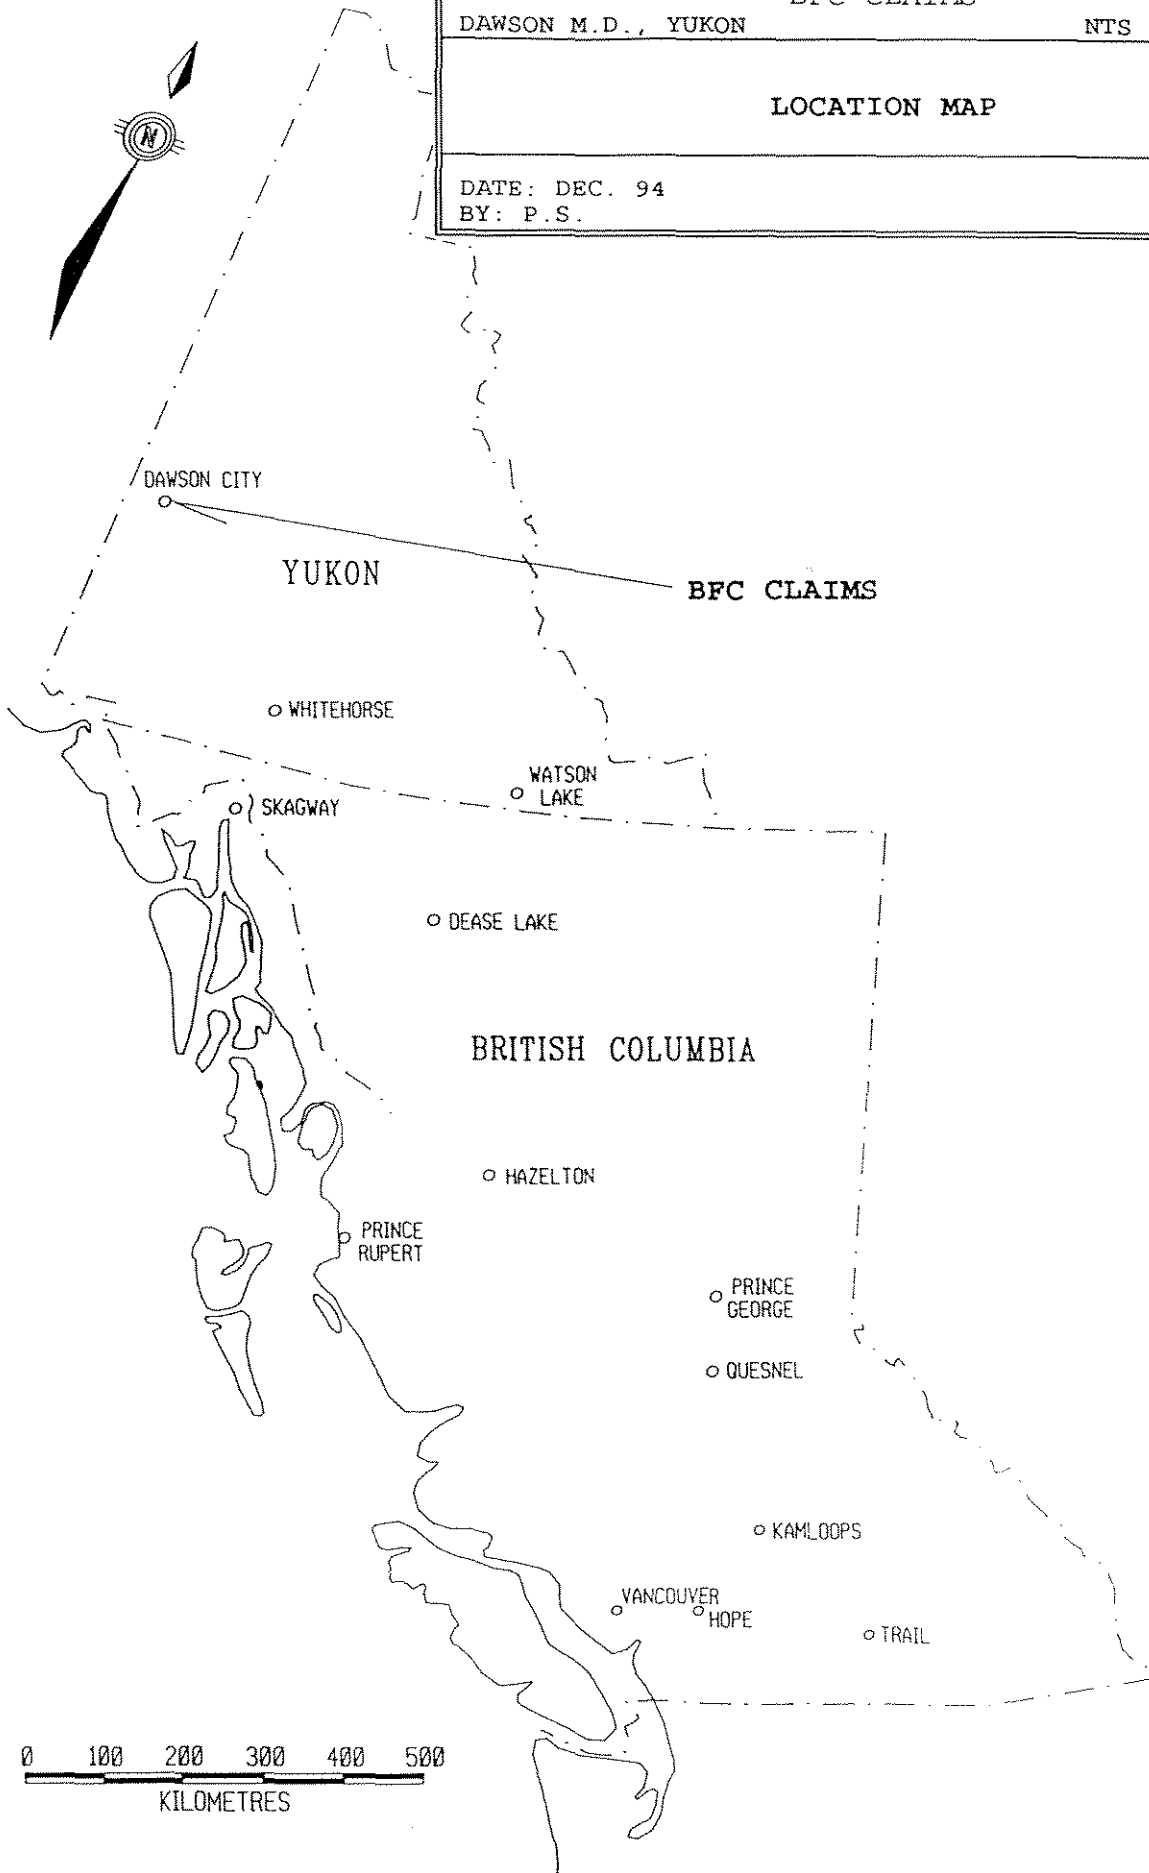 BFC CLAIMS
DAWSON M.D., YUKON NTS
LOCATION MAP
DATE: DEC. 94
BY: P.S.
N
DAWSON CITY
YUKON
BFC CLAIMS
WHITEHORSE
WATSON
LAKE
SKAGWAY
DEASE LAKE
BRITISH COLUMBIA
HAZELTON
PRINCE
RUPERT
PRINCE
GEORGE
QUESNEL
KAMLOOPS
VANCOUVER
HOPE
TRAIL
0 100 200 300 400 500
KILOMETRES